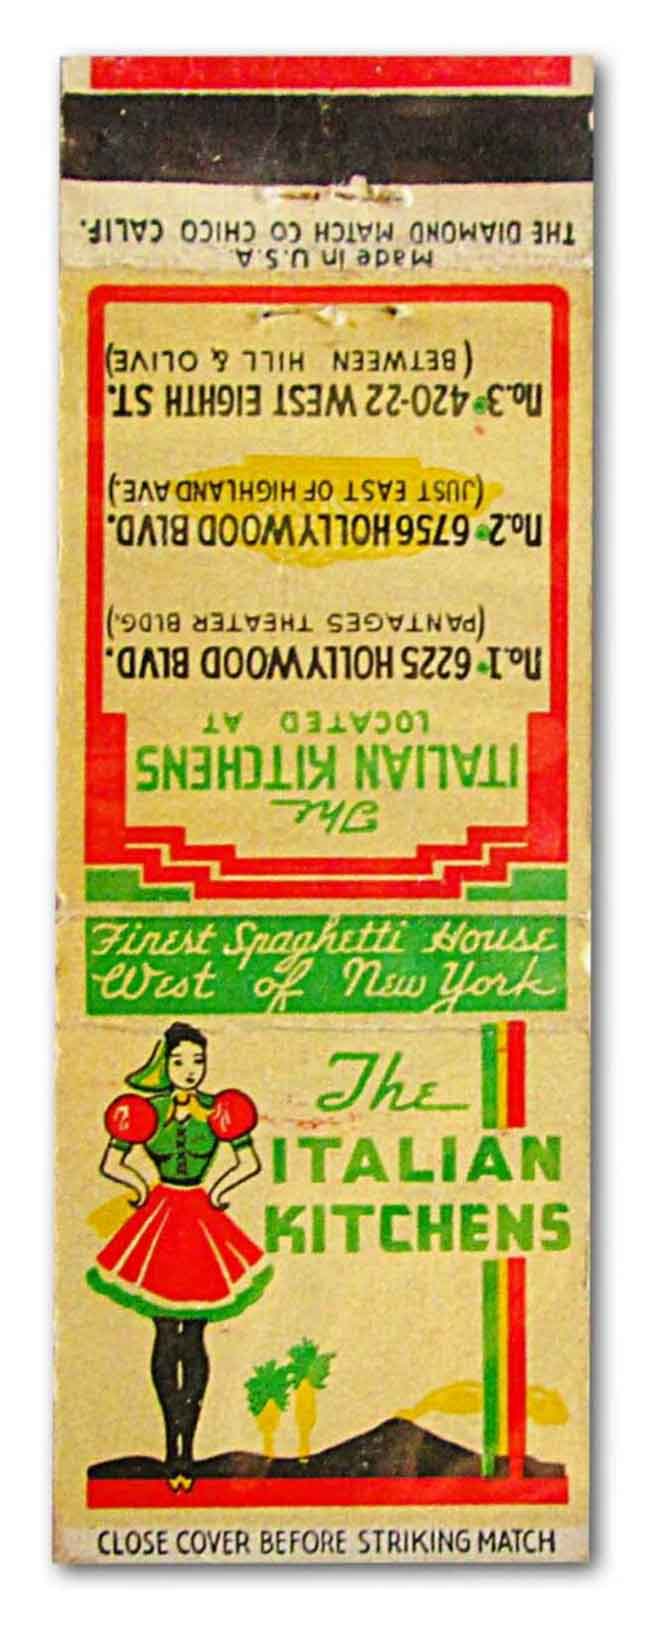 THE DIAMOND MATCH CO CHICO CALIF.
Made in U.S.A.
The
ITALIAN KITCHENS
LOCATED AT
no.1•6225 HOLLYWOOD BLVD.
(PANTAGES THEATER BLDG.)
no.2•6756 HOLLYWOOD BLVD.
(JUST EAST OF HIGHLAND AVE.)
no.3•420-22 WEST EIGHTH ST.
(BETWEEN HILL & OLIVE)
Finest Spaghetti House
West of New York
The
ITALIAN
KITCHENS
CLOSE COVER BEFORE STRIKING MATCH